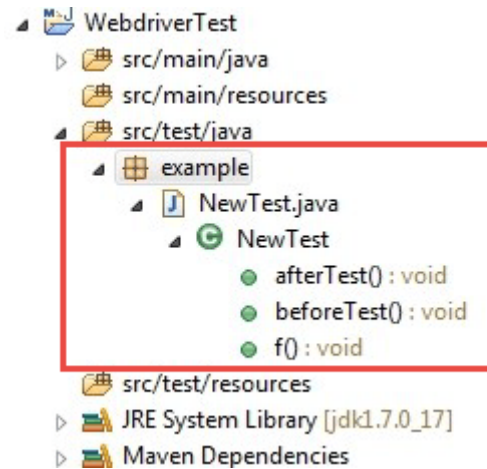 WebdriverTest
src/main/java
src/main/resources
src/test/java
example
NewTest.java
NewTest
afterTest() : void
beforeTest() : void
f() : void
src/test/resources
JRE System Library [jdk1.7.0_17]
Maven Dependencies